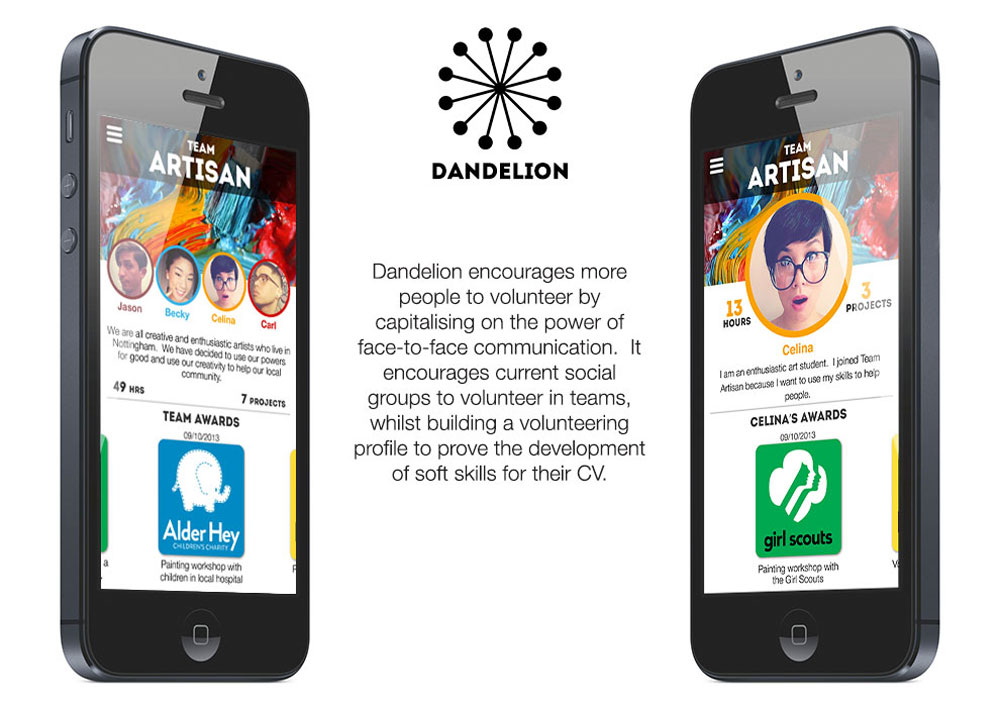 TEAM
ARTISAN
Jason
Becky
Celina
Carl
We are all creative and enthusiastic artists who live in
Nottingham. We have decided to use our powers
for good and use our creativity to help our local
community.
49 HRS
7 PROJECTS
TEAM AWARDS
09/10/2013
Alder Hey
CHILDREN'S CHARITY
Painting workshop with
children in local hospital
a
DANDELION
Dandelion encourages more
people to volunteer by
capitalising on the power of
face-to-face communication. It
encourages current social
groups to volunteer in teams,
whilst building a volunteering
profile to prove the development
of soft skills for their CV.
TEAM
ARTISAN
13
HOURS
3
PROJECTS
Celina
I am an enthusiastic art student. I joined Team
Artisan because I want to use my skills to help
people.
CELINA'S AWARDS
09/10/2013
girl scouts
Painting workshop with
the Girl Scouts